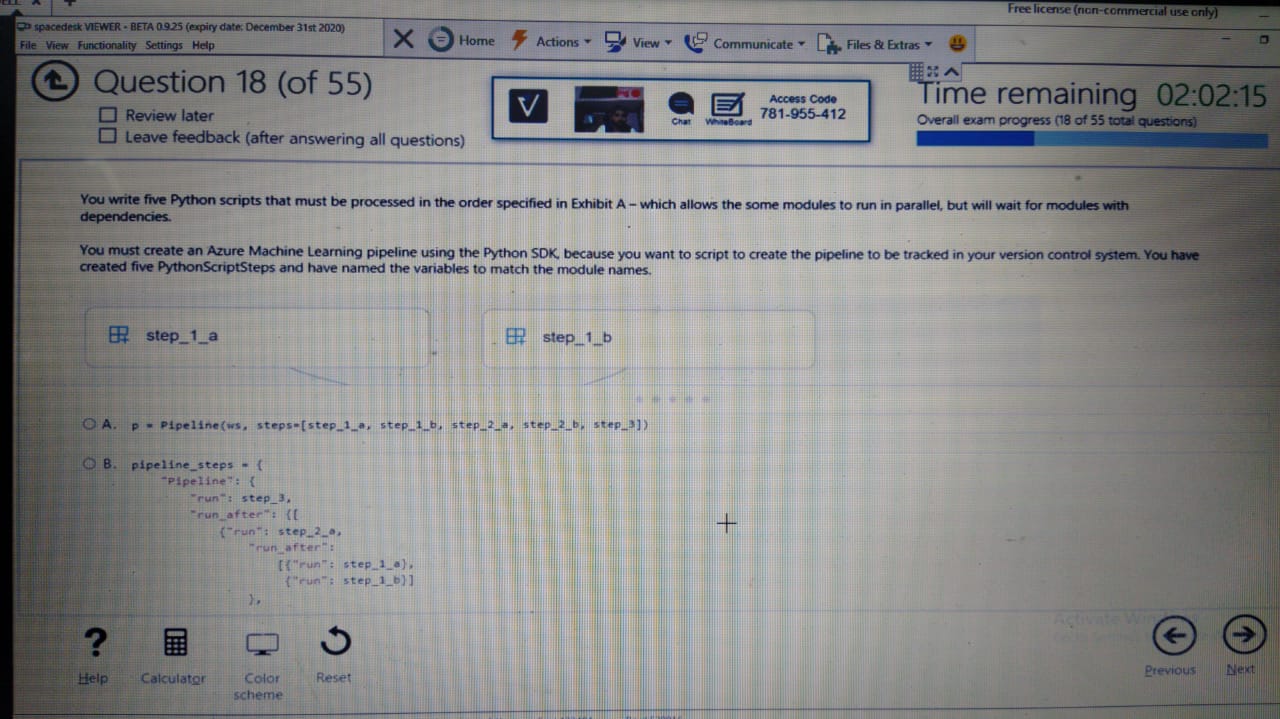 Free license (non-commercial use only)
spacedesk VIEWER - BETA 0.9.25 (expiry date: December 31st 2020)
File View Functionality Settings Help
Home Actions View Communicate Files & Extras
Question 18 (of 55)
Review later
Leave feedback (after answering all questions)
V
Chat
WhiteBoard
Access Code
781-955-412
Time remaining 02:02:15
Overall exam progress (18 of 55 total questions)
You write five Python scripts that must be processed in the order specified in Exhibit A – which allows the some modules to run in parallel, but will wait for modules with
dependencies.
You must create an Azure Machine Learning pipeline using the Python SDK, because you want to script to create the pipeline to be tracked in your version control system. You have
created five PythonScriptSteps and have named the variables to match the module names.
step_1_a
step_1_b
A. p = Pipeline(ws, steps=[step_1_a, step_1_b, step_2_a, step_2_b, step_3])
B. pipeline_steps = {
"Pipeline": {
"run": step_3,
"run_after": {[
{"run": step_2_a,
"run_after":
[{"run": step_1_a},
{"run": step_1_b}]
},
Activate
? Help
Calculator
Color
scheme
Reset
Previous
Next